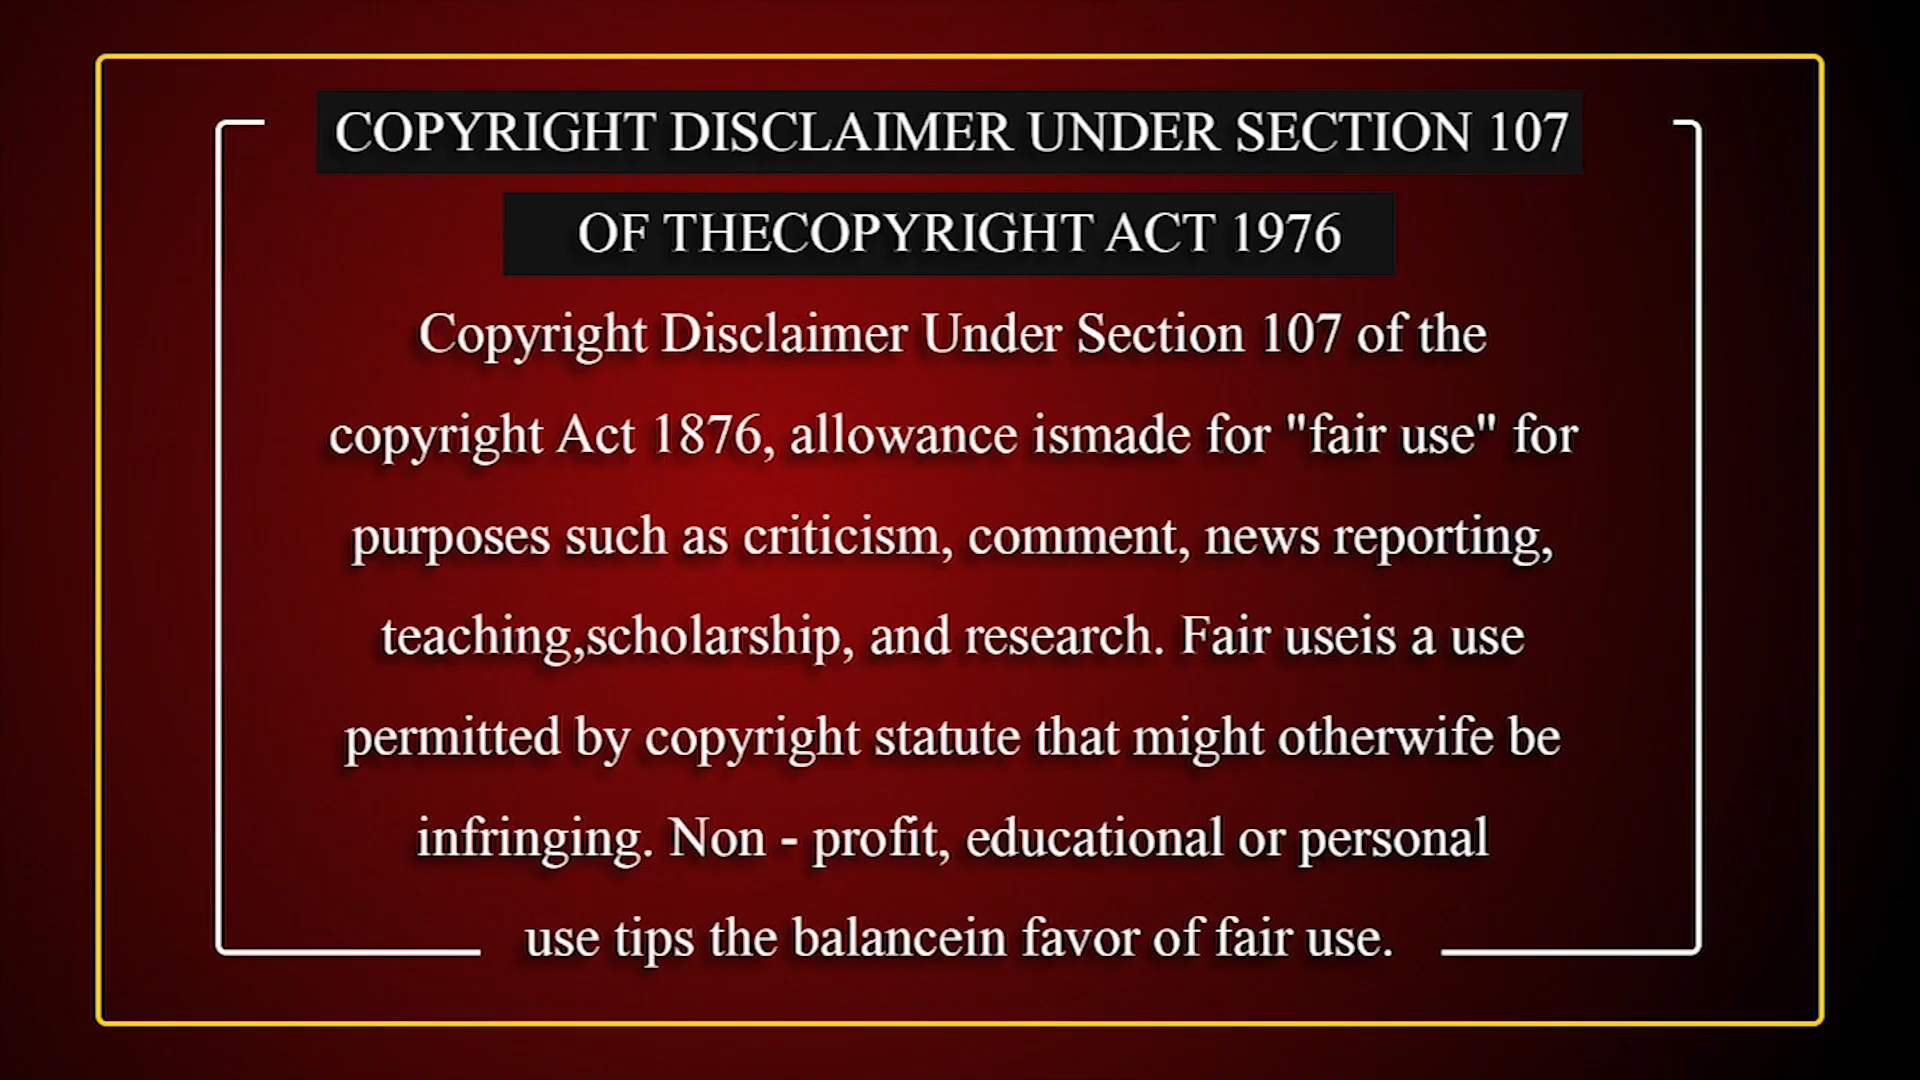 COPYRIGHT DISCLAIMER UNDER SECTION 107
OF THECOPYRIGHT ACT 1976
Copyright Disclaimer Under Section 107 of the
copyright Act 1876, allowance ismade for "fair use" for
purposes such as criticism, comment, news reporting,
teaching,scholarship, and research. Fair useis a use
permitted by copyright statute that might otherwife be
infringing. Non - profit, educational or personal
use tips the balancein favor of fair use.